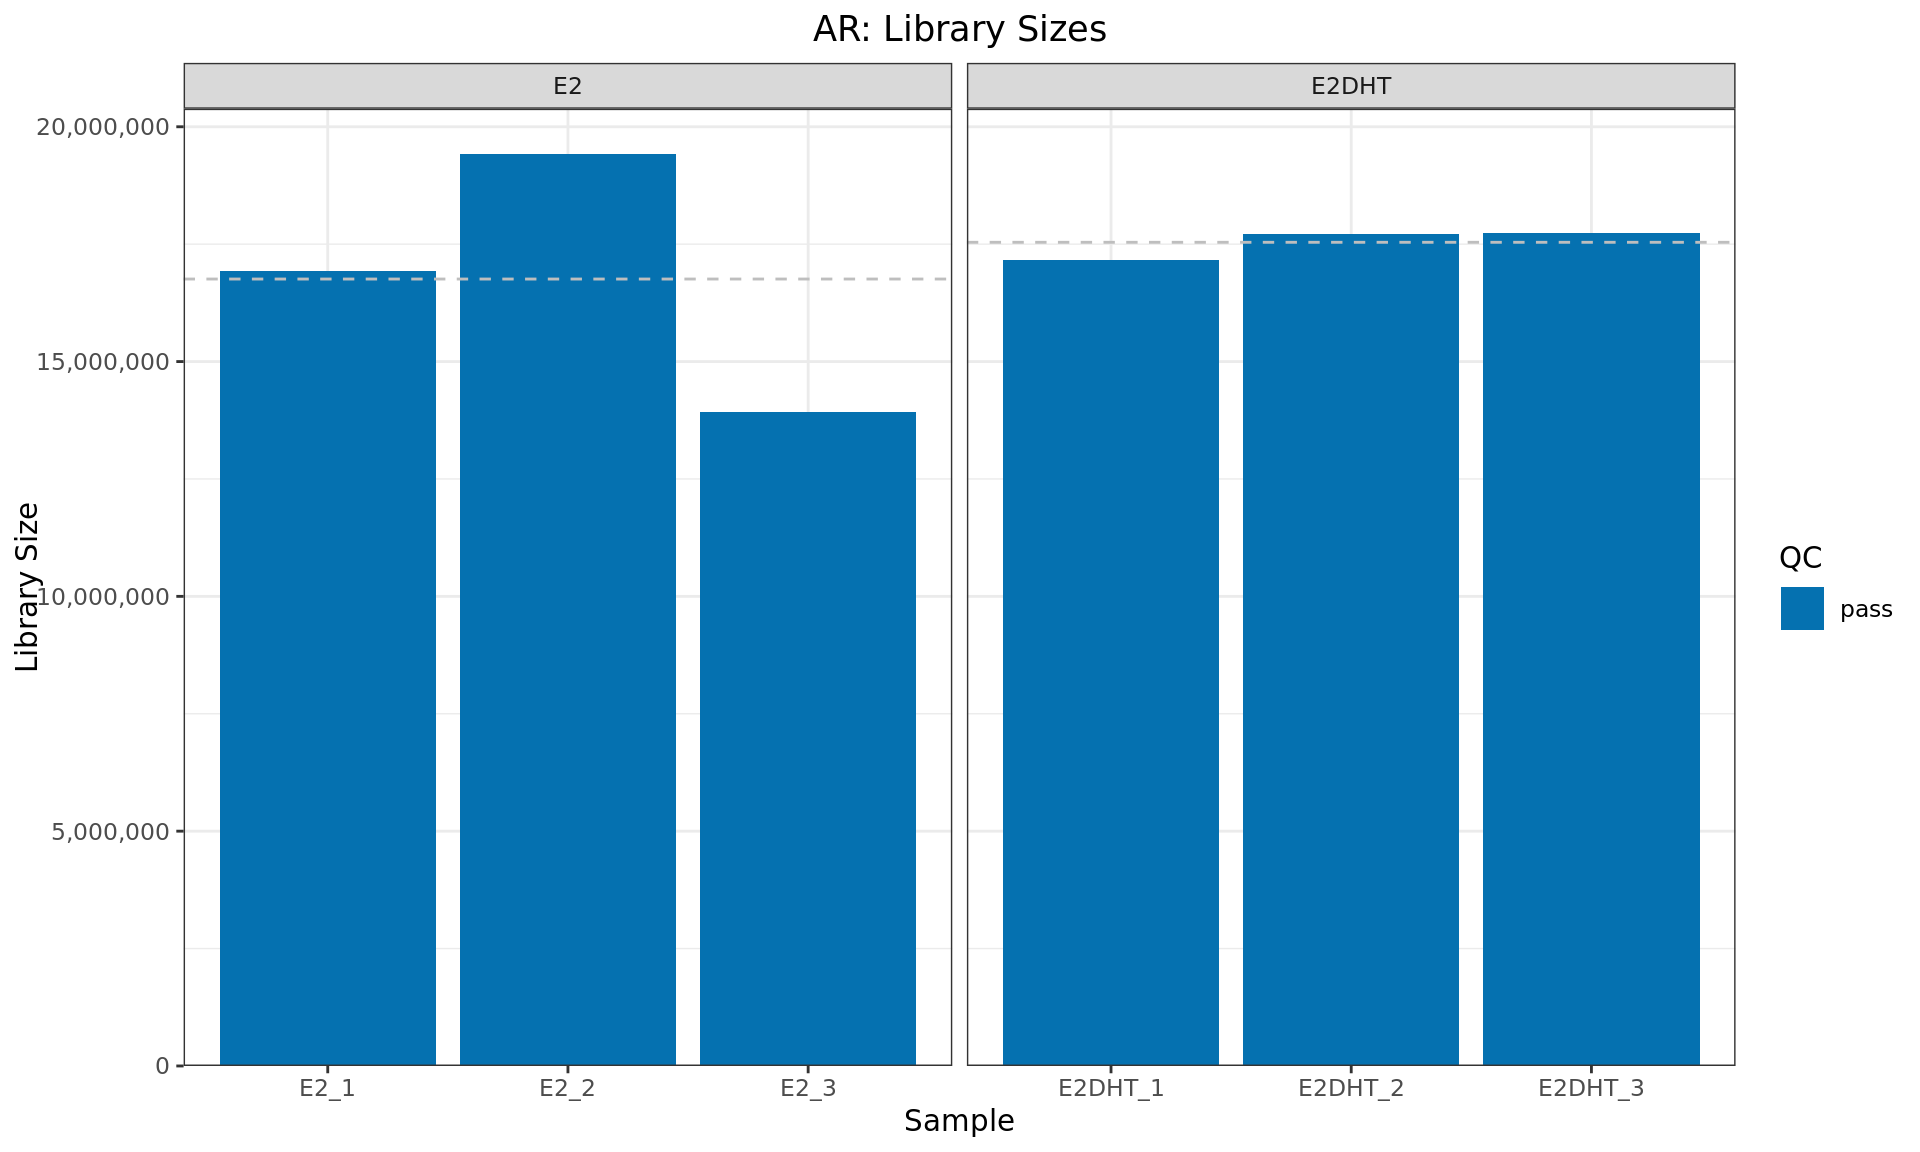 AR: Library Sizes
E2
E2DHT
20,000,000
15,000,000
10,000,000
5,000,000
0
Library Size
E2_1
E2_2
E2_3
E2DHT_1
E2DHT_2
E2DHT_3
Sample
QC
pass